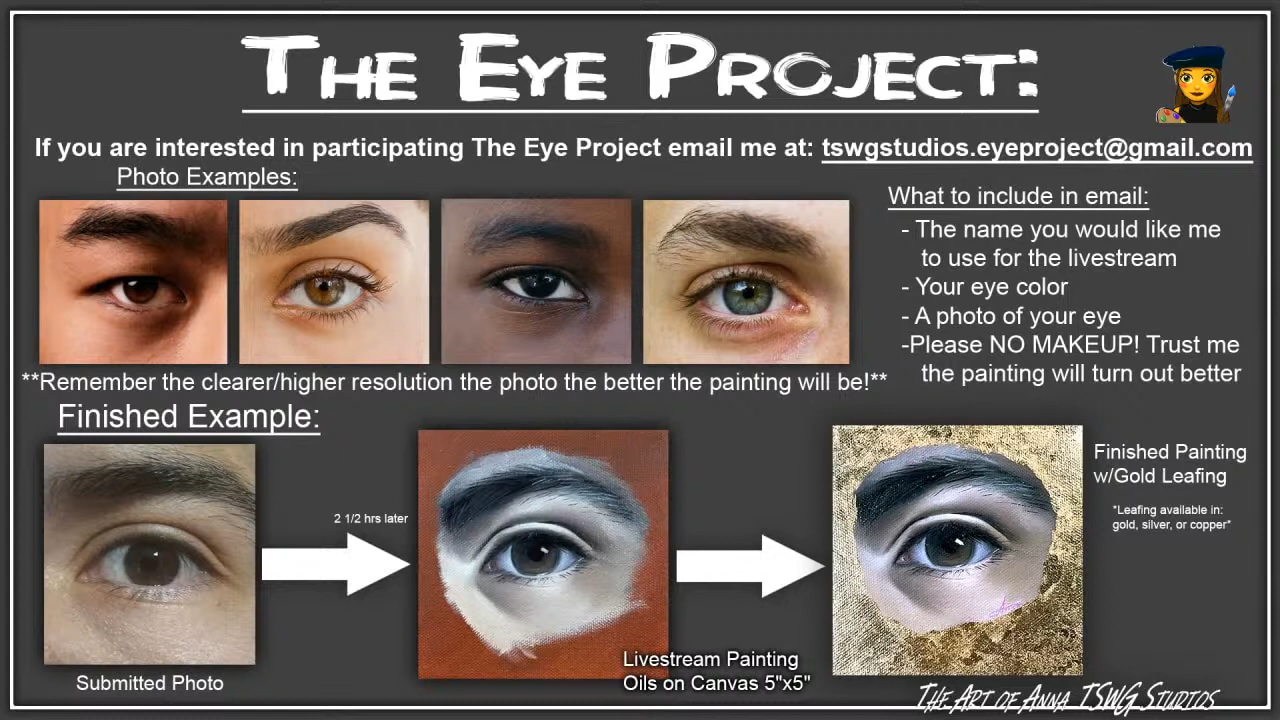 The Eye Project:
If you are interested in participating The Eye Project email me at: tswgstudios.eyeproject@gmail.com
Photo Examples:
What to include in email:
- The name you would like me
to use for the livestream
- Your eye color
- A photo of your eye
-Please NO MAKEUP! Trust me
the painting will turn out better
**Remember the clearer/higher resolution the photo the better the painting will be!**
Finished Example:
2 1/2 hrs later
Finished Painting
w/Gold Leafing
*Leafing available in:
gold, silver, or copper*
Submitted Photo
Livestream Painting
Oils on Canvas 5"x5"
The Art of Anna TSWG Studios